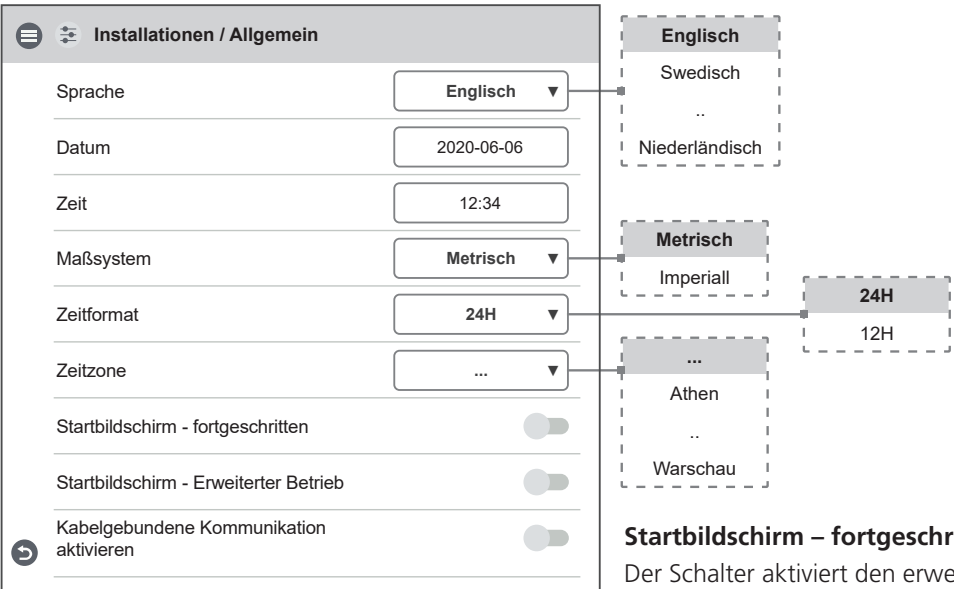 Installationen / Allgemein
Sprache
Englisch
Datum
2020-06-06
Zeit
12:34
Maßsystem
Metrisch
Zeitformat
24H
Zeitzone
...
Startbildschirm - fortgeschritten
Startbildschirm - Erweiterter Betrieb
Kabelgebundene Kommunikation
aktivieren
Englisch
Swedisch
..
Niederländisch
Metrisch
Imperiall
24H
12H
...
Athen
..
Warschau
Startbildschirm – fortgeschr
Der Schalter aktiviert den erwe